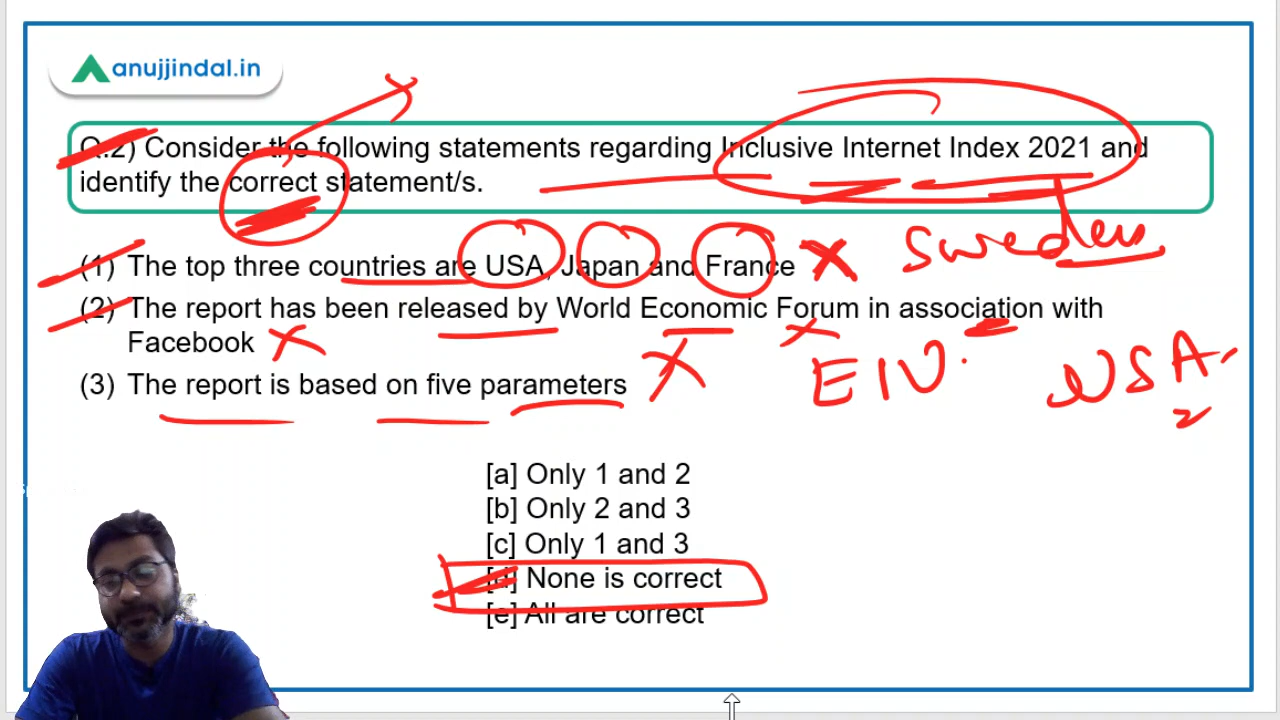 anujjindal.in
Q.2) Consider the following statements regarding Inclusive Internet Index 2021 and
identify the correct statement/s.
Sweden
(1) The top three countries are USA, Japan and France
(2) The report has been released by World Economic Forum in association with
Facebook
EIU
USA
2
(3) The report is based on five parameters
[a] Only 1 and 2
[b] Only 2 and 3
[c] Only 1 and 3
[d] None is correct
[e] All are correct